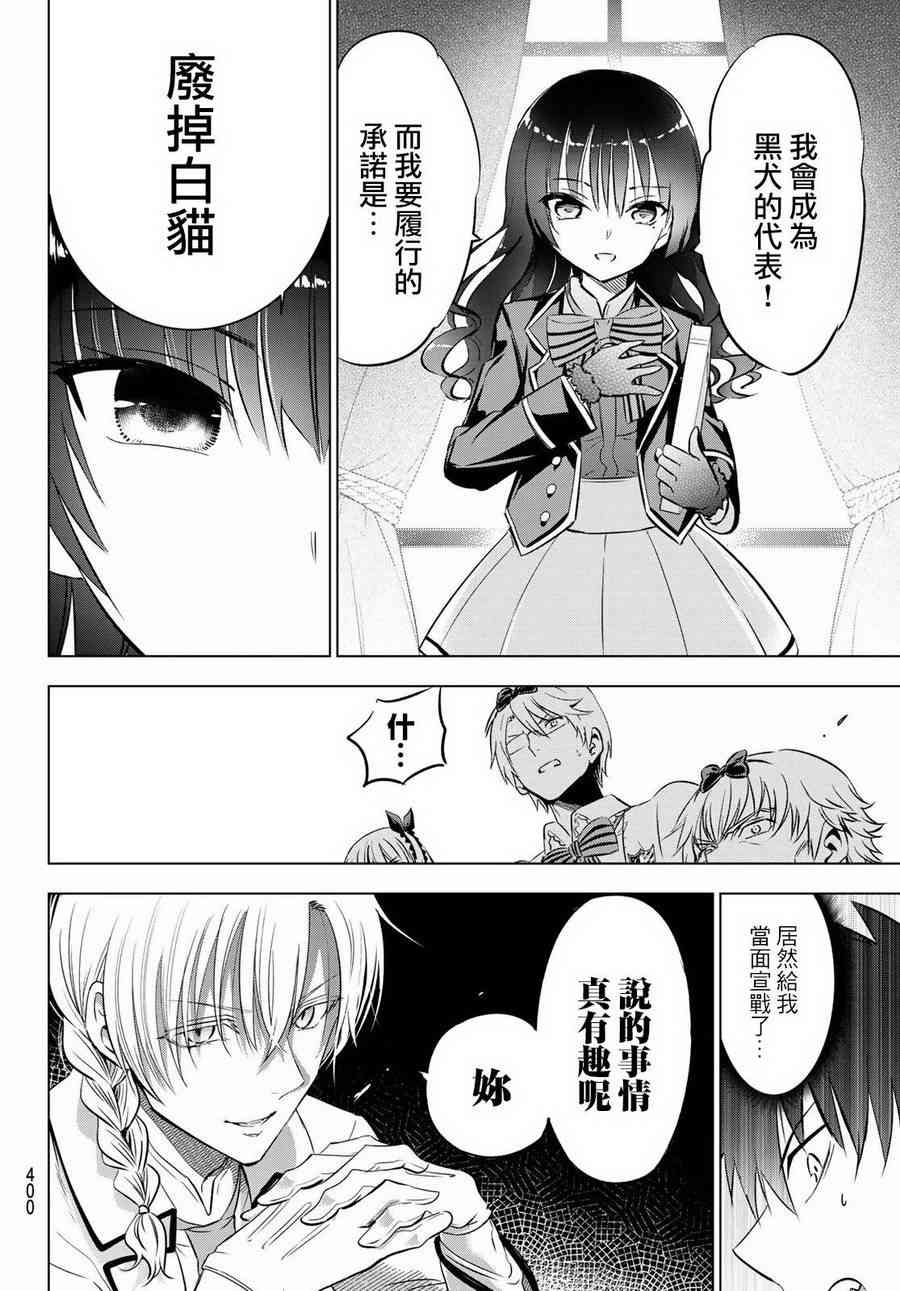 我會成為
黑犬的代表！
而我要履行的
承諾是…
廢掉白貓
什…
居然給我
當面宣戰了…
說的事情
真有趣呢
妳
400